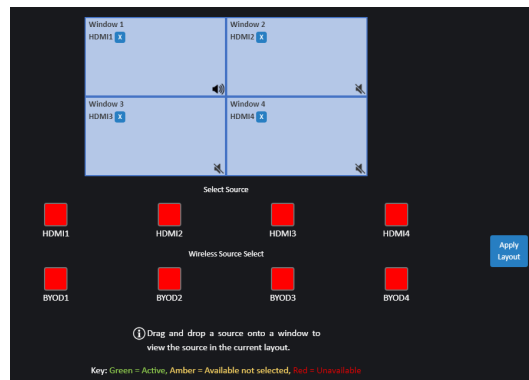 Window 1
HDMI1 X
Window 2
HDMI2 X
Window 3
HDMI3 X
Window 4
HDMI4 X
Select Source
HDMI1 HDMI2 HDMI3 HDMI4
Wireless Source Select
Apply
Layout
BYOD1 BYOD2 BYOD3 BYOD4
Drag and drop a source onto a window to
view the source in the current layout.
Key: Green = Active, Amber = Available not selected, Red = Unavailable